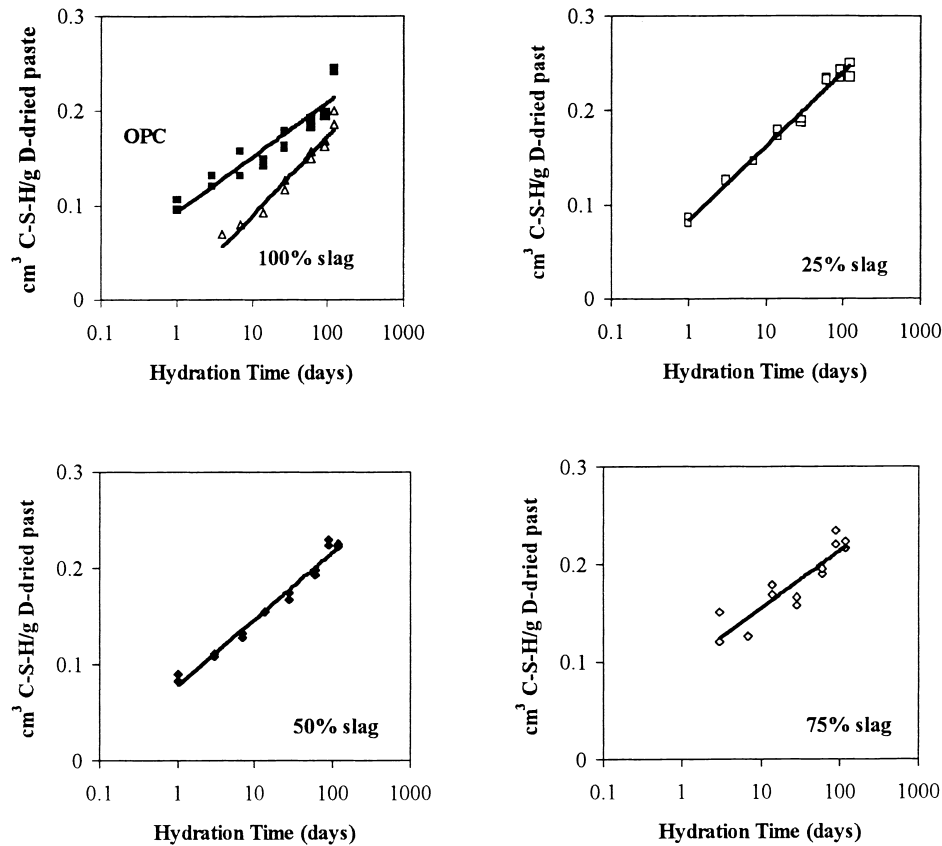 cm³ C-S-H/g D-dried paste
0.3
0.2
0.1
0
OPC
100% slag
0.1 1 10 100 1000
Hydration Time (days)
cm³ C-S-H/g D-dried past
0.3
0.2
0.1
0
25% slag
0.1 1 10 100 1000
Hydration Time (days)
cm³ C-S-H/g D-dried past
0.3
0.2
0.1
0
50% slag
0.1 1 10 100 1000
Hydration Time (days)
cm³ C-S-H/g D-dried past
0.3
0.2
0.1
0
75% slag
0.1 1 10 100 1000
Hydration Time (days)